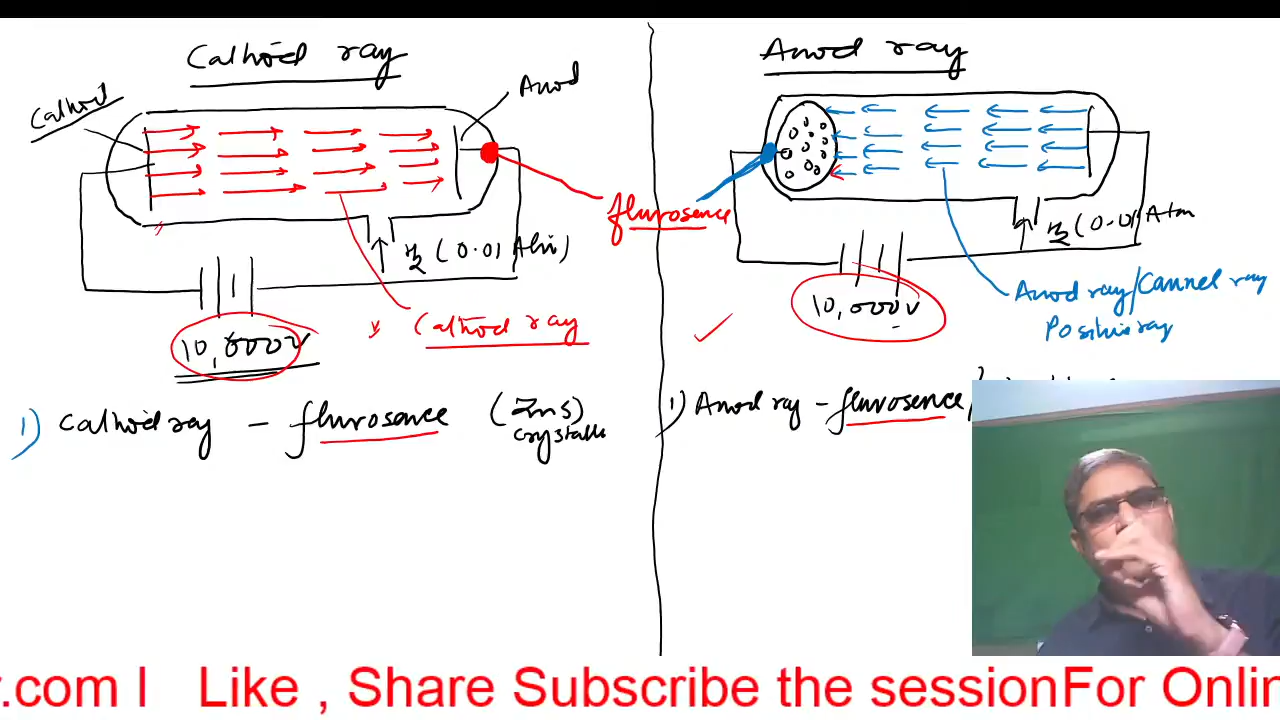 Cathod ray
Cathod
Anod
H2 (0.01 Atm)
10,000v
Cathod ray
flurosence
1) Cathod ray - flurosence (ZnS)
crystalls
Anod ray
H2 (0.01 Atm
10,000v
Anod ray/Cannel ray
Positive ray
1) Anod ray - flurosence/
.com I Like , Share Subscribe the sessionFor Onlin